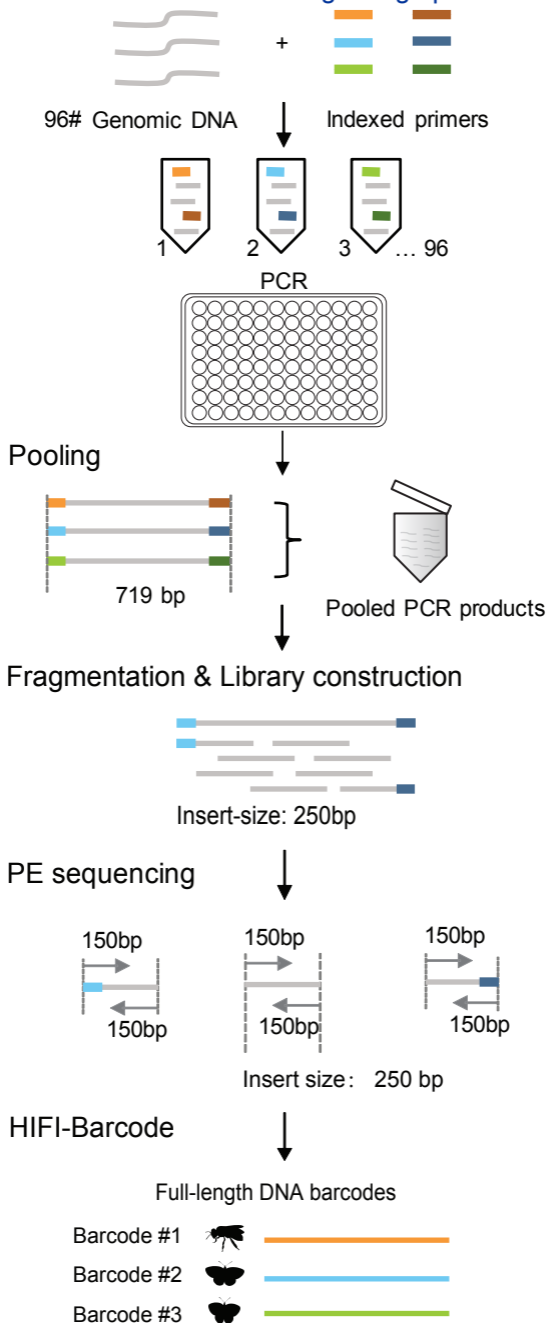 +
96# Genomic DNA Indexed primers
1 2 3 ... 96
PCR
Pooling
719 bp
Pooled PCR products
Fragmentation & Library construction
Insert-size: 250bp
PE sequencing
150bp 150bp 150bp
150bp 150bp 150bp
Insert size: 250 bp
HIFI-Barcode
Full-length DNA barcodes
Barcode #1
Barcode #2
Barcode #3